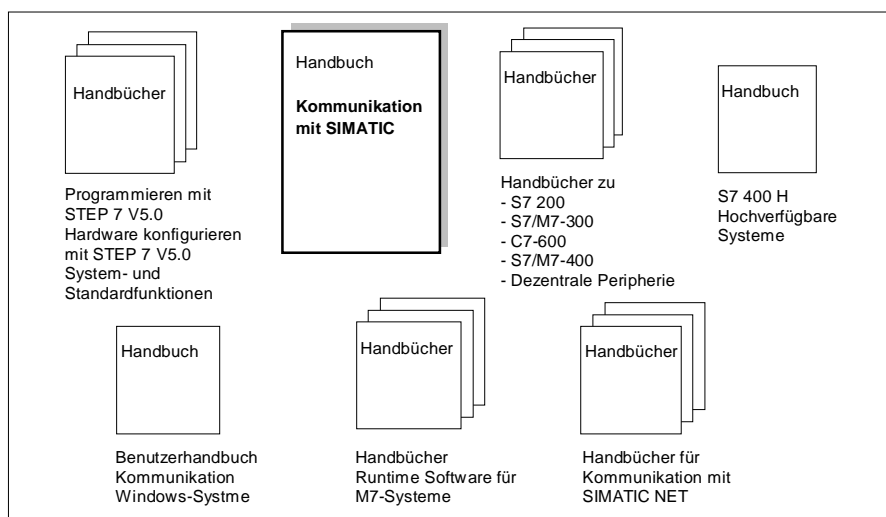 Handbücher
Programmieren mit
STEP 7 V5.0
Hardware konfigurieren
mit STEP 7 V5.0
System- und
Standardfunktionen
Handbuch
Kommunikation
mit SIMATIC
Handbücher
Handbücher zu
- S7 200
- S7/M7-300
- C7-600
- S7/M7-400
- Dezentrale Peripherie
Handbuch
S7 400 H
Hochverfügbare
Systeme
Handbuch
Benutzerhandbuch
Kommunikation
Windows-Systme
Handbücher
Handbücher
Runtime Software für
M7-Systeme
Handbücher
Handbücher für
Kommunikation mit
SIMATIC NET